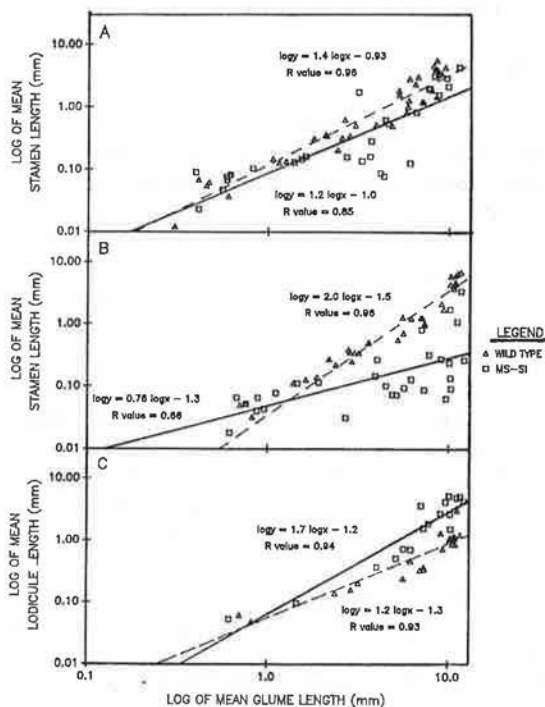 A
LOG OF MEAN
STAMEN LENGTH (mm)
10.00
1.00
0.10
0.01
logy = 1.4 logx − 0.93
R value = 0.96
logy = 1.2 logx − 1.0
R value = 0.85
B
LOG OF MEAN
STAMEN LENGTH (mm)
10.00
1.00
0.10
0.01
logy = 2.0 logx − 1.5
R value = 0.96
logy = 0.76 logx − 1.3
R value = 0.66
LEGEND
WILD TYPE
MS-SI
C
LOG OF MEAN
LODICULE LENGTH (mm)
10.00
1.00
0.10
0.01
logy = 1.7 logx − 1.2
R value = 0.94
logy = 1.2 logx − 1.3
R value = 0.93
0.1
1.0
10.0
LOG OF MEAN GLUME LENGTH (mm)